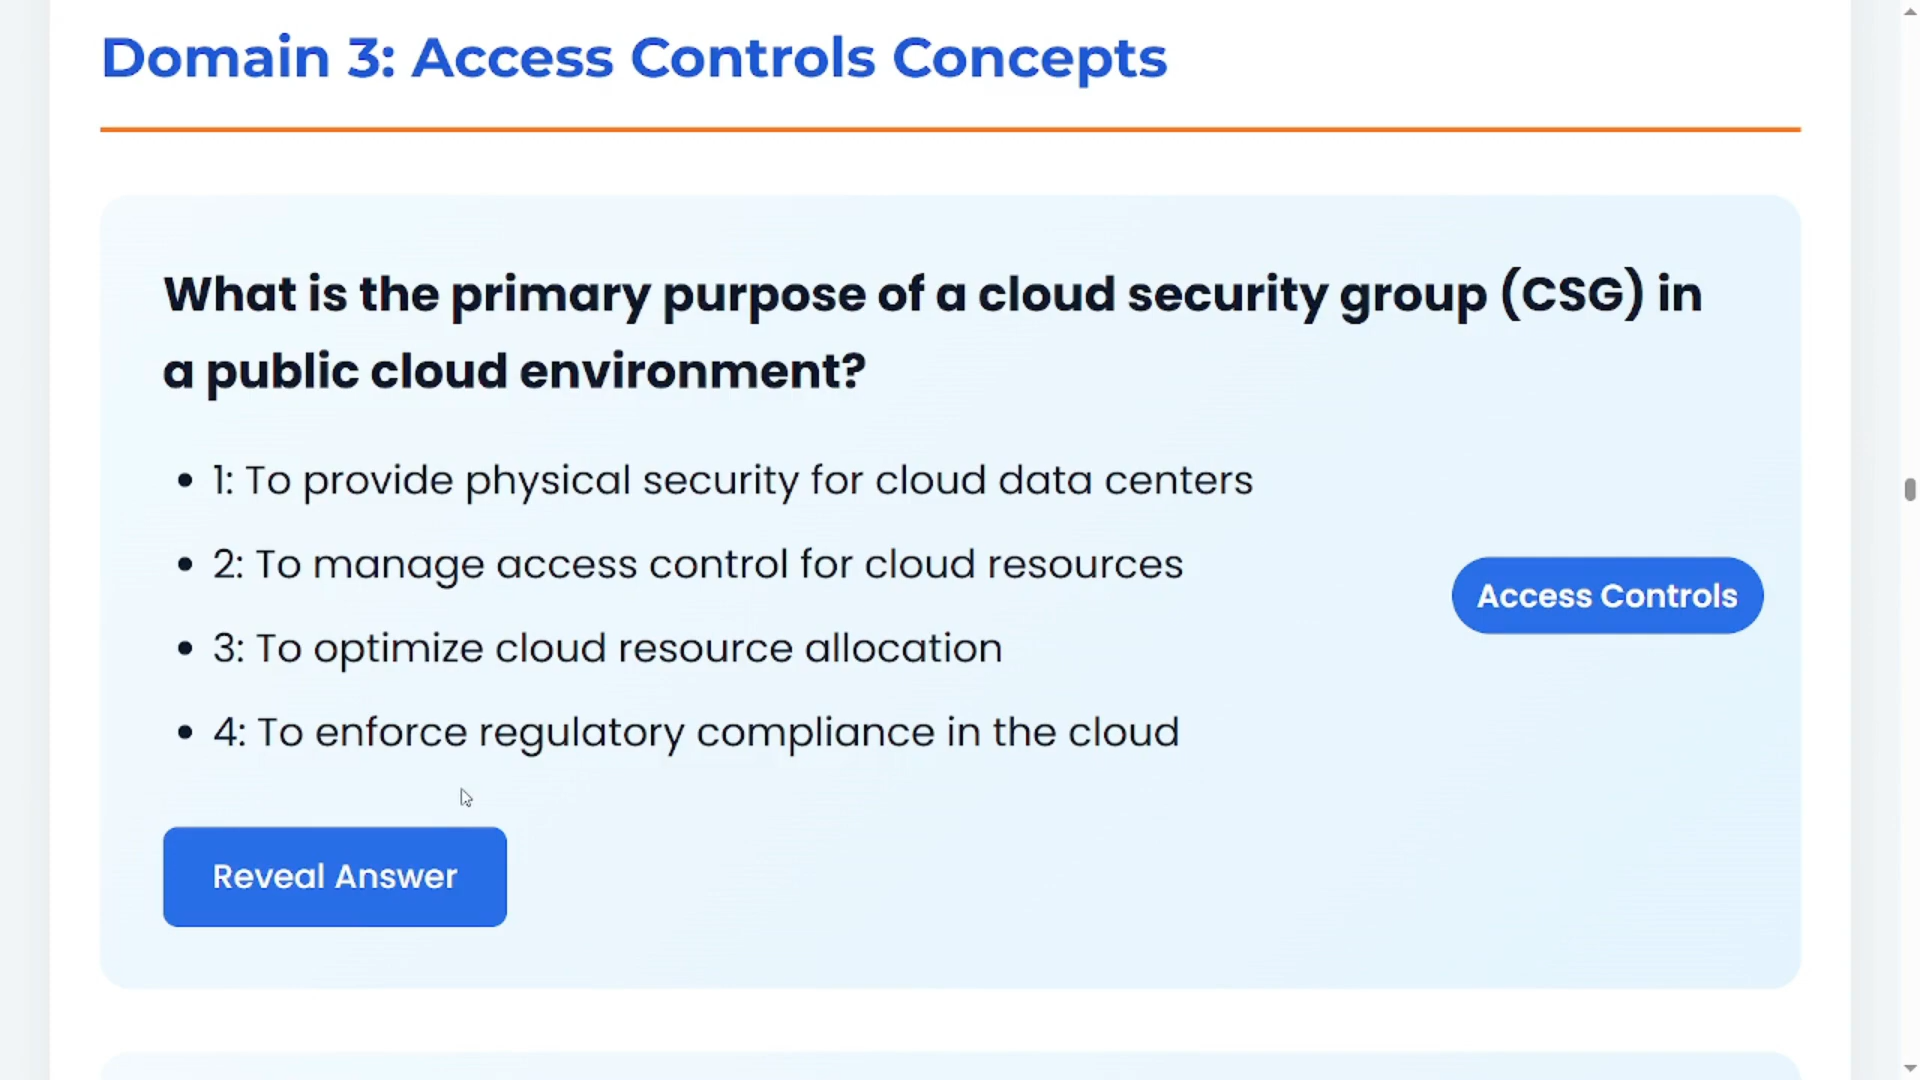 Domain 3: Access Controls Concepts
What is the primary purpose of a cloud security group (CSG) in
a public cloud environment?
1: To provide physical security for cloud data centers
2: To manage access control for cloud resources
Access Controls
3: To optimize cloud resource allocation
4: To enforce regulatory compliance in the cloud
Reveal Answer